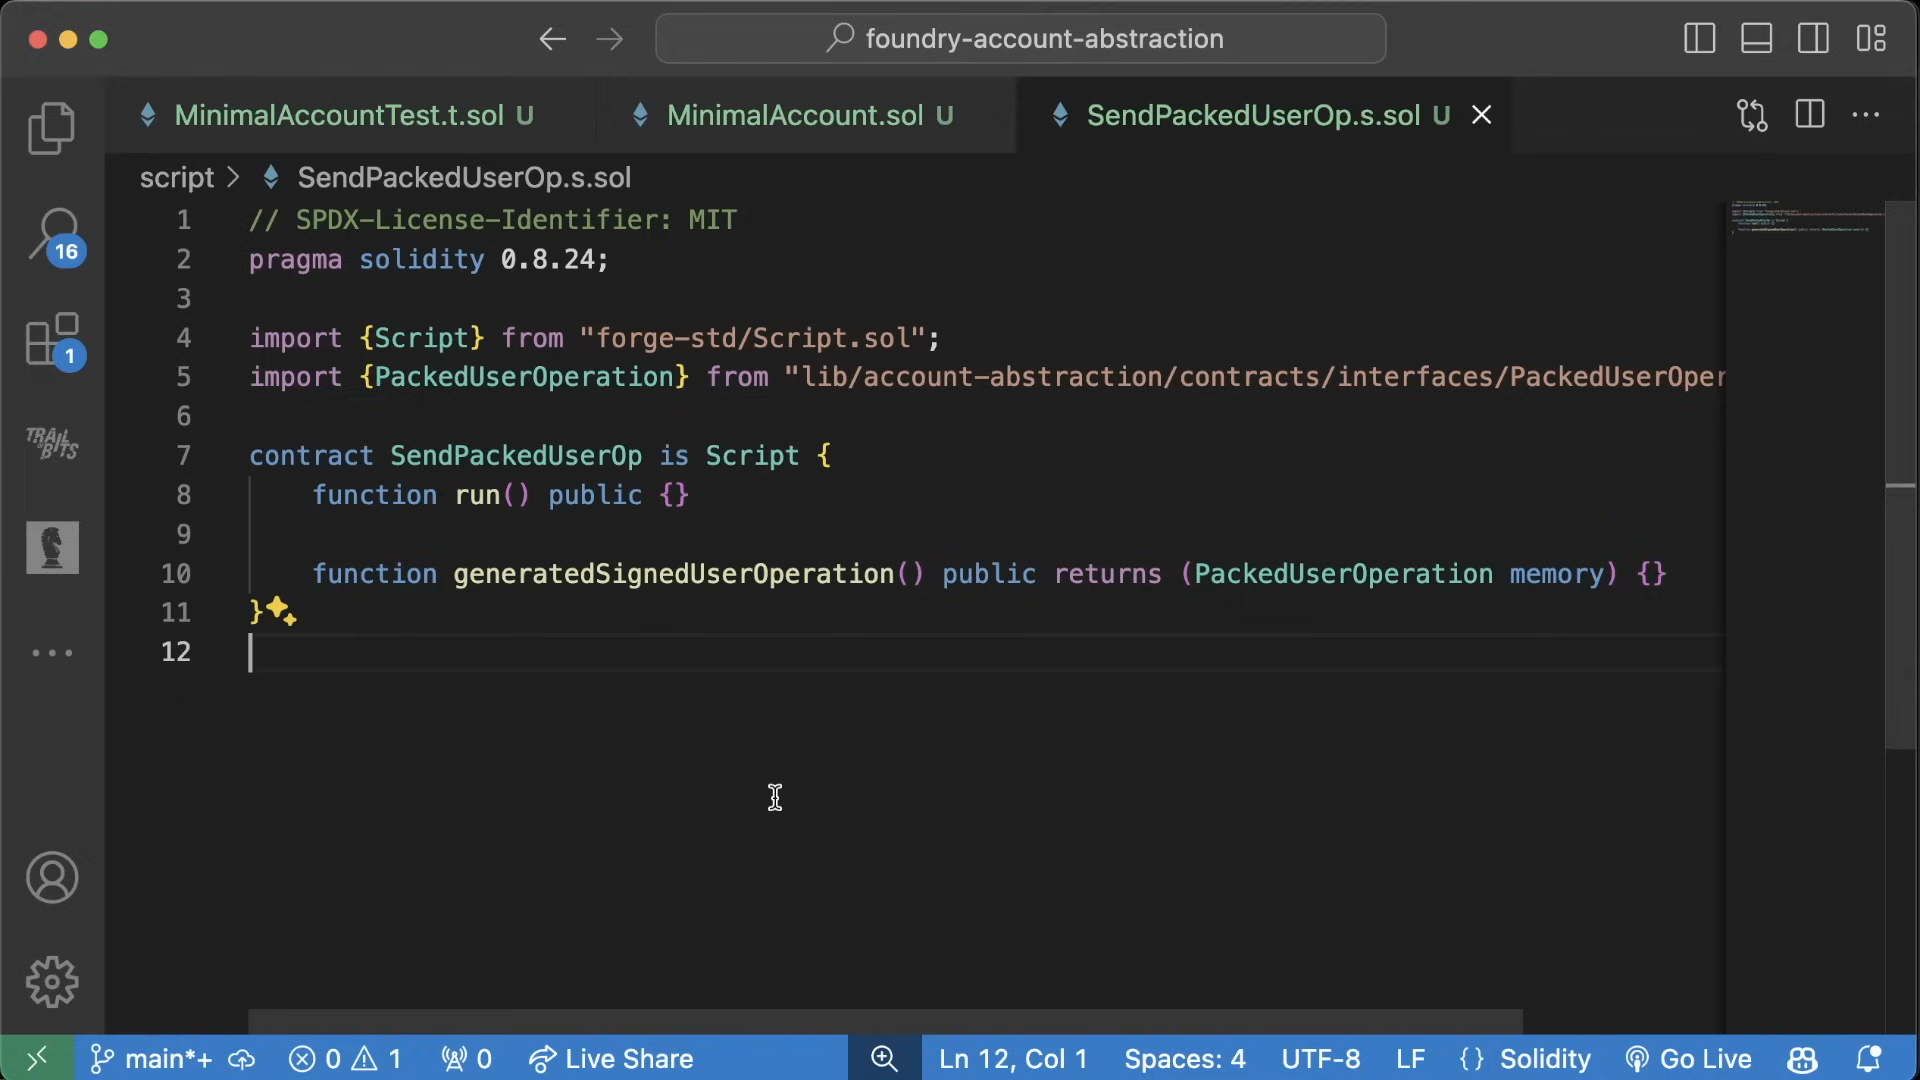 foundry-account-abstraction
MinimalAccountTest.t.sol U
MinimalAccount.sol U
SendPackedUserOp.s.sol U
script > SendPackedUserOp.s.sol
1 // SPDX-License-Identifier: MIT
2 pragma solidity 0.8.24;
3
4 import {Script} from "forge-std/Script.sol";
5 import {PackedUserOperation} from "lib/account-abstraction/contracts/interfaces/PackedUserOper
6
7 contract SendPackedUserOp is Script {
8 function run() public {}
9
10 function generatedSignedUserOperation() public returns (PackedUserOperation memory) {}
11 }
12
16
1
TRAIL OF BITS
main*+ 0 1 0 Live Share Ln 12, Col 1 Spaces: 4 UTF-8 LF {} Solidity Go Live